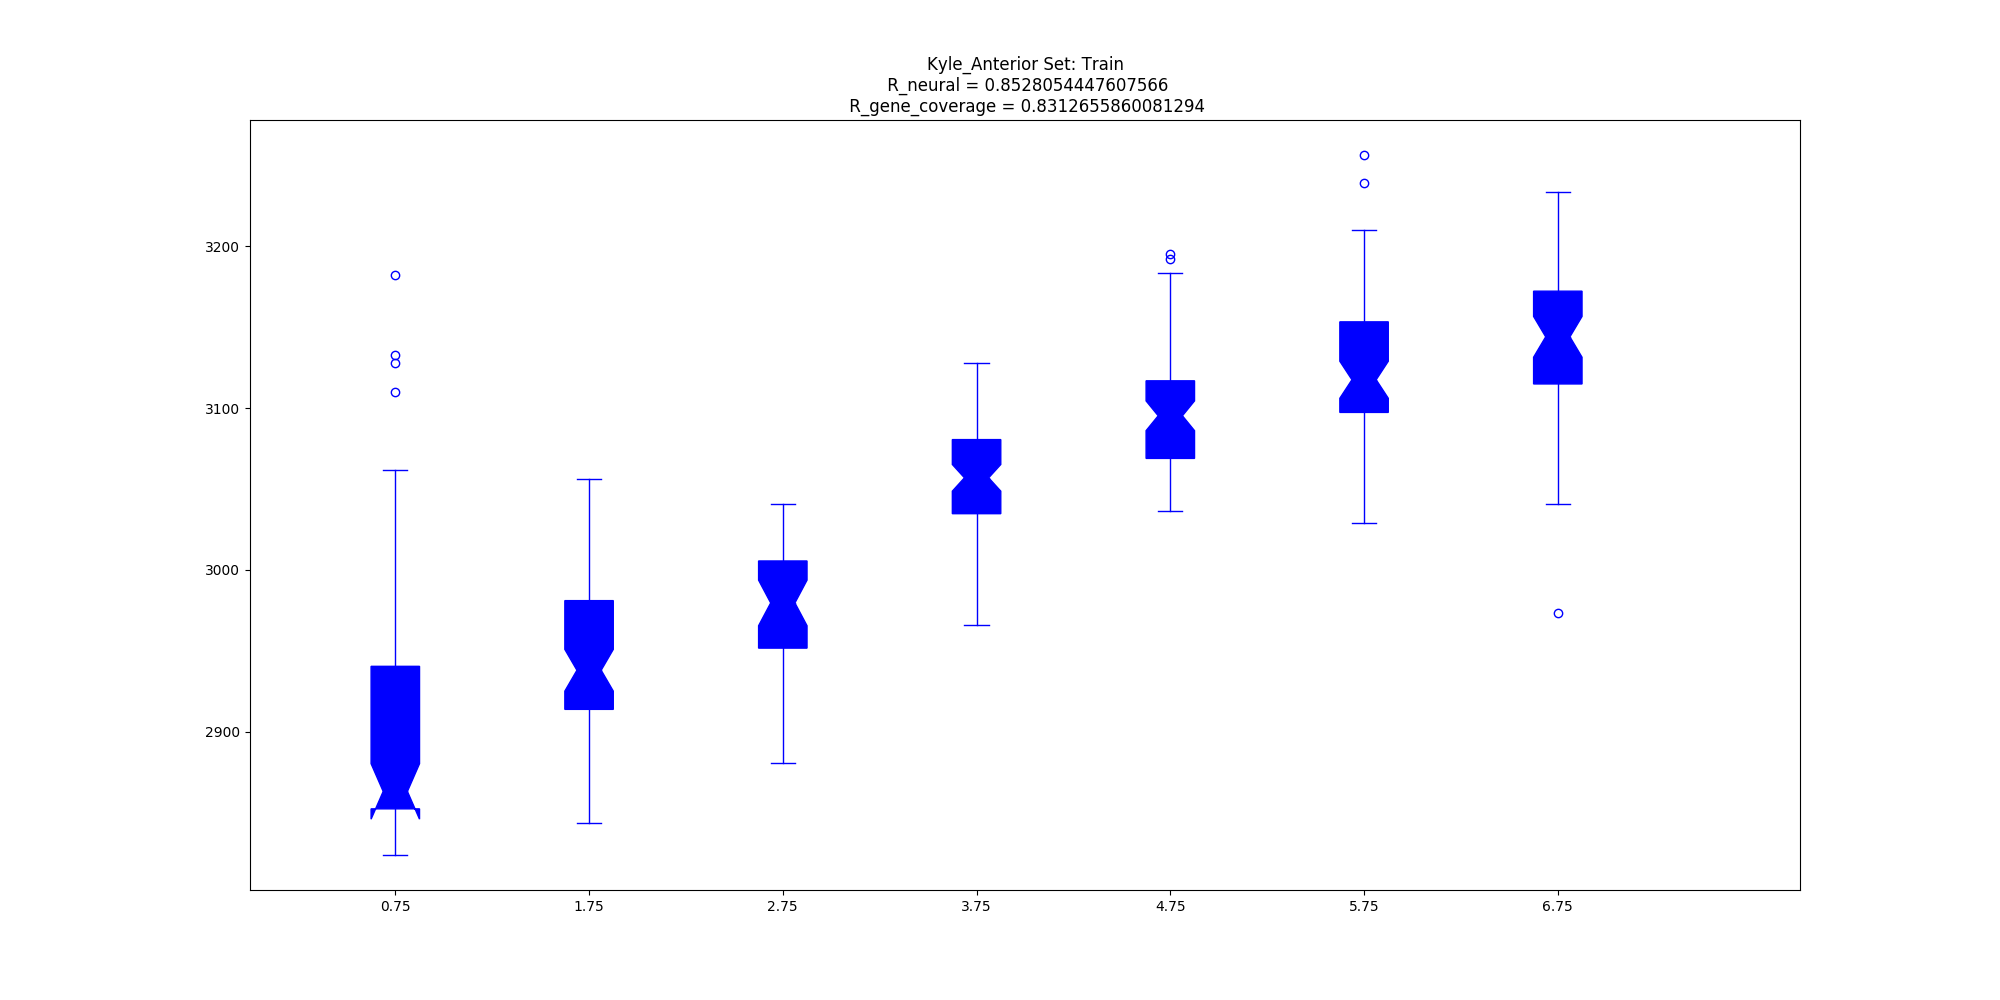 Kyle_Anterior Set: Train
R_neural = 0.8528054447607566
R_gene_coverage = 0.8312655860081294
3200
3100
3000
2900
0.75 1.75 2.75 3.75 4.75 5.75 6.75